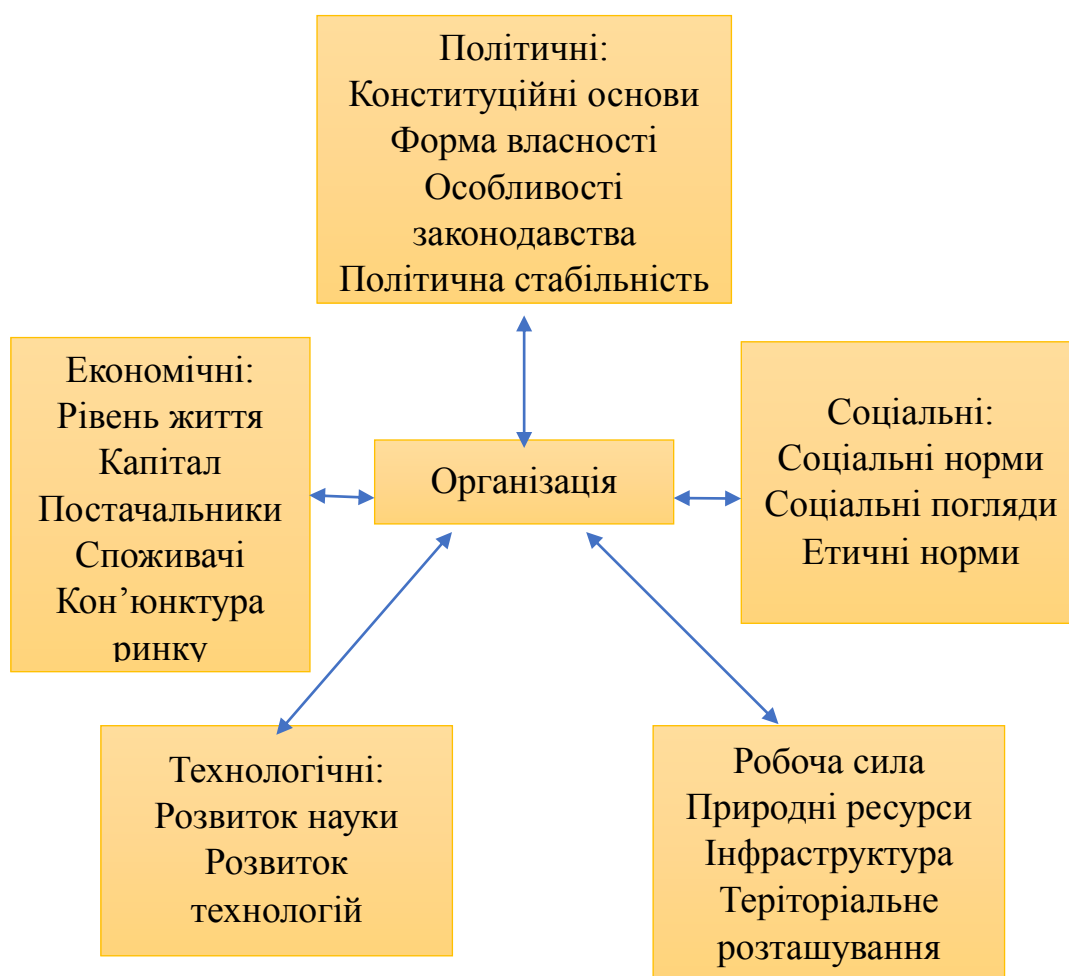 Політичні:
Конституційні основи
Форма власності
Особливості
законодавства
Політична стабільність
Економічні:
Рівень життя
Капітал
Постачальники
Споживачі
Кон’юнктура
ринку
Організація
Соціальні:
Соціальні норми
Соціальні погляди
Етичні норми
Технологічні:
Розвиток науки
Розвиток
технологій
Робоча сила
Природні ресурси
Інфраструктура
Теріторіальне
розташування